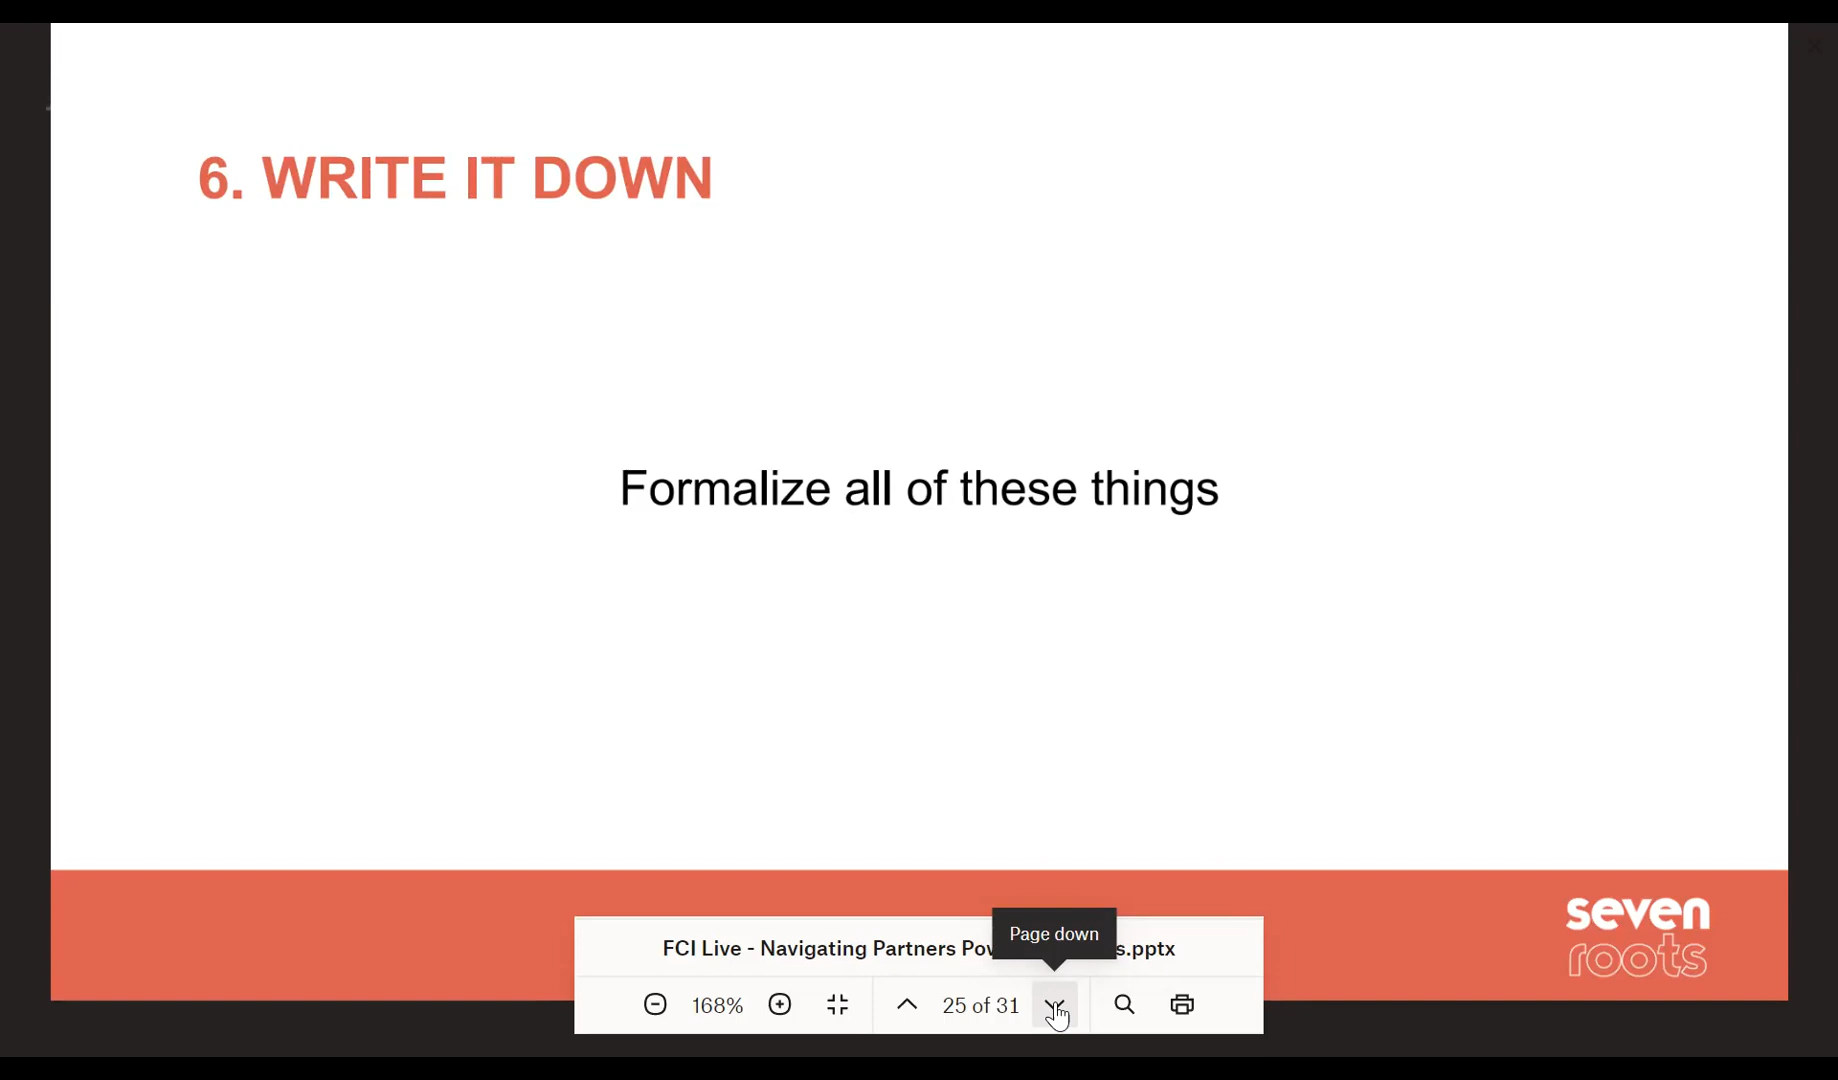 6. WRITE IT DOWN
Formalize all of these things
seven
roots
Page down
FCI Live - Navigating Partners s.pptx
168%
25 of 31